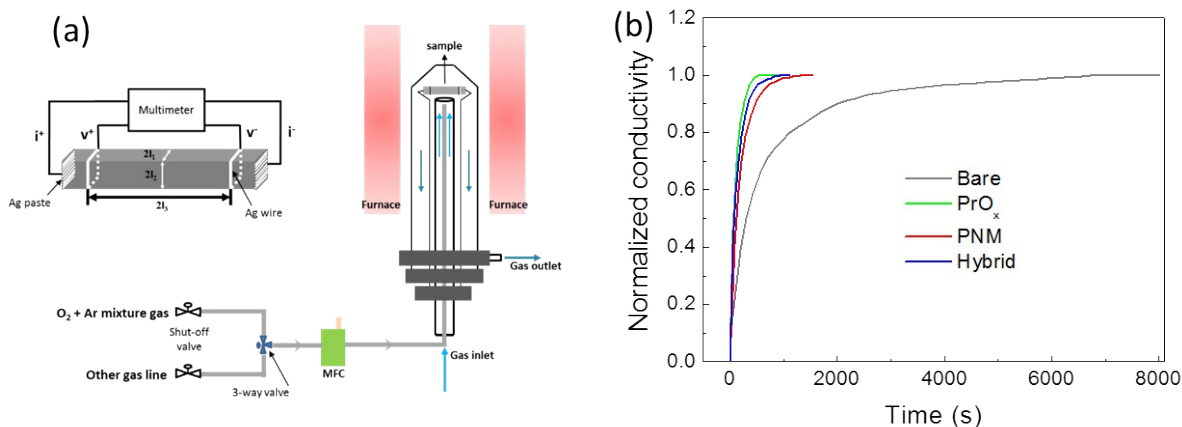 (a)
Multimeter
i⁺
v⁺
v⁻
i⁻
2l₁
2l₂
2l₃
Ag paste
Ag wire
sample
Furnace
Furnace
Gas outlet
O₂ + Ar mixture gas
Shut-off
valve
Other gas line
3-way valve
MFC
Gas inlet
(b)
Normalized conductivity
1.2
1.0
0.8
0.6
0.4
0.2
0.0
Bare
PrOₓ
PNM
Hybrid
0
2000
4000
6000
8000
Time (s)